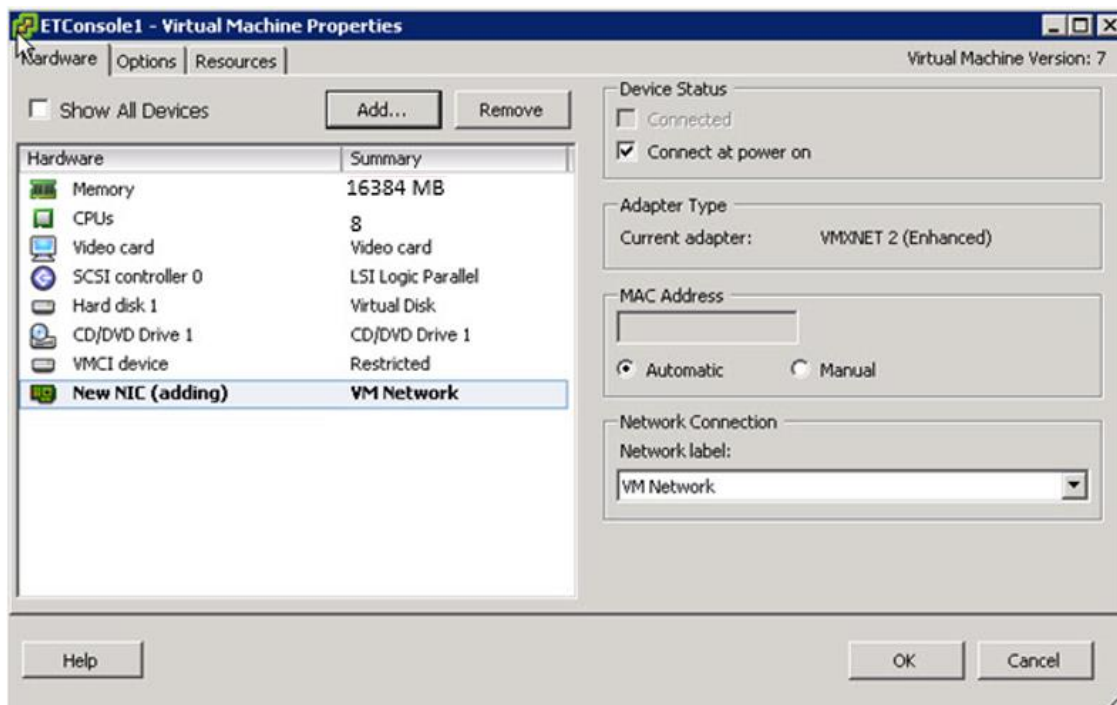 ETConsole1 - Virtual Machine Properties
Hardware Options Resources Virtual Machine Version: 7
Show All Devices Add... Remove
Hardware Summary
Memory 16384 MB
CPUs 8
Video card Video card
SCSI controller 0 LSI Logic Parallel
Hard disk 1 Virtual Disk
CD/DVD Drive 1 CD/DVD Drive 1
VMCI device Restricted
New NIC (adding) VM Network
Device Status
Connected
Connect at power on
Adapter Type
Current adapter: VMXNET 2 (Enhanced)
MAC Address
Automatic Manual
Network Connection
Network label:
VM Network
Help OK Cancel